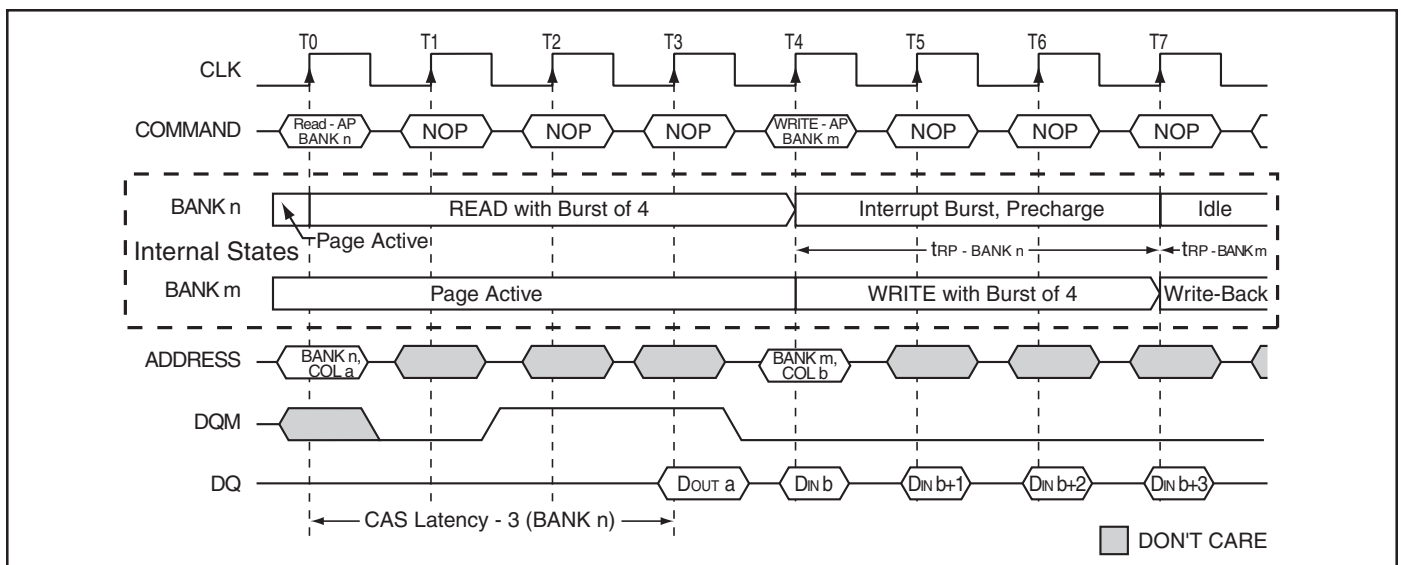 T0 T1 T2 T3 T4 T5 T6 T7
CLK
COMMAND Read - AP BANK n NOP NOP NOP WRITE - AP BANK m NOP NOP NOP
BANK n READ with Burst of 4 Interrupt Burst, Precharge Idle
Internal States Page Active tRP - BANK n tRP - BANK m
BANK m Page Active WRITE with Burst of 4 Write-Back
ADDRESS BANK n, COL a BANK m, COL b
DQM
DQ DOUT a DIN b DIN b+1 DIN b+2 DIN b+3
CAS Latency - 3 (BANK n)
DON'T CARE